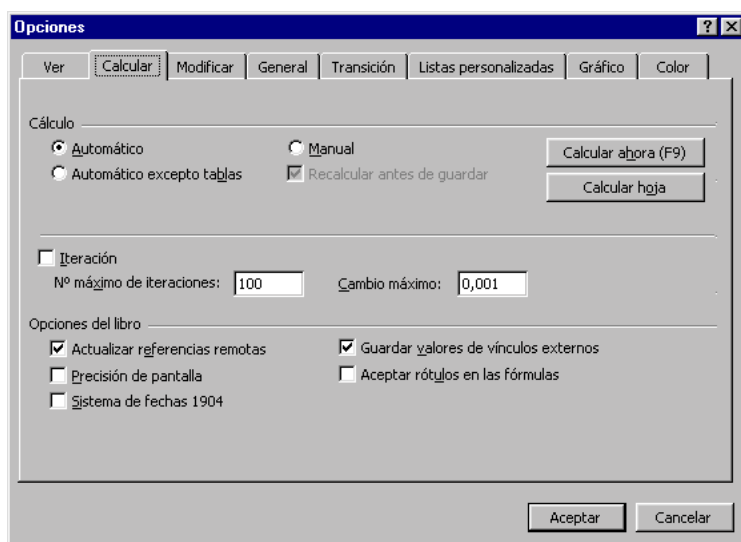 Opciones
Ver Calcular Modificar General Transición Listas personalizadas Gráfico Color
Cálculo
Automático Manual Calcular ahora (F9)
Automático excepto tablas Recalcular antes de guardar Calcular hoja
Iteración
Nº máximo de iteraciones: 100 Cambio máximo: 0,001
Opciones del libro
Actualizar referencias remotas Guardar valores de vínculos externos
Precisión de pantalla Aceptar rótulos en las fórmulas
Sistema de fechas 1904
Aceptar Cancelar